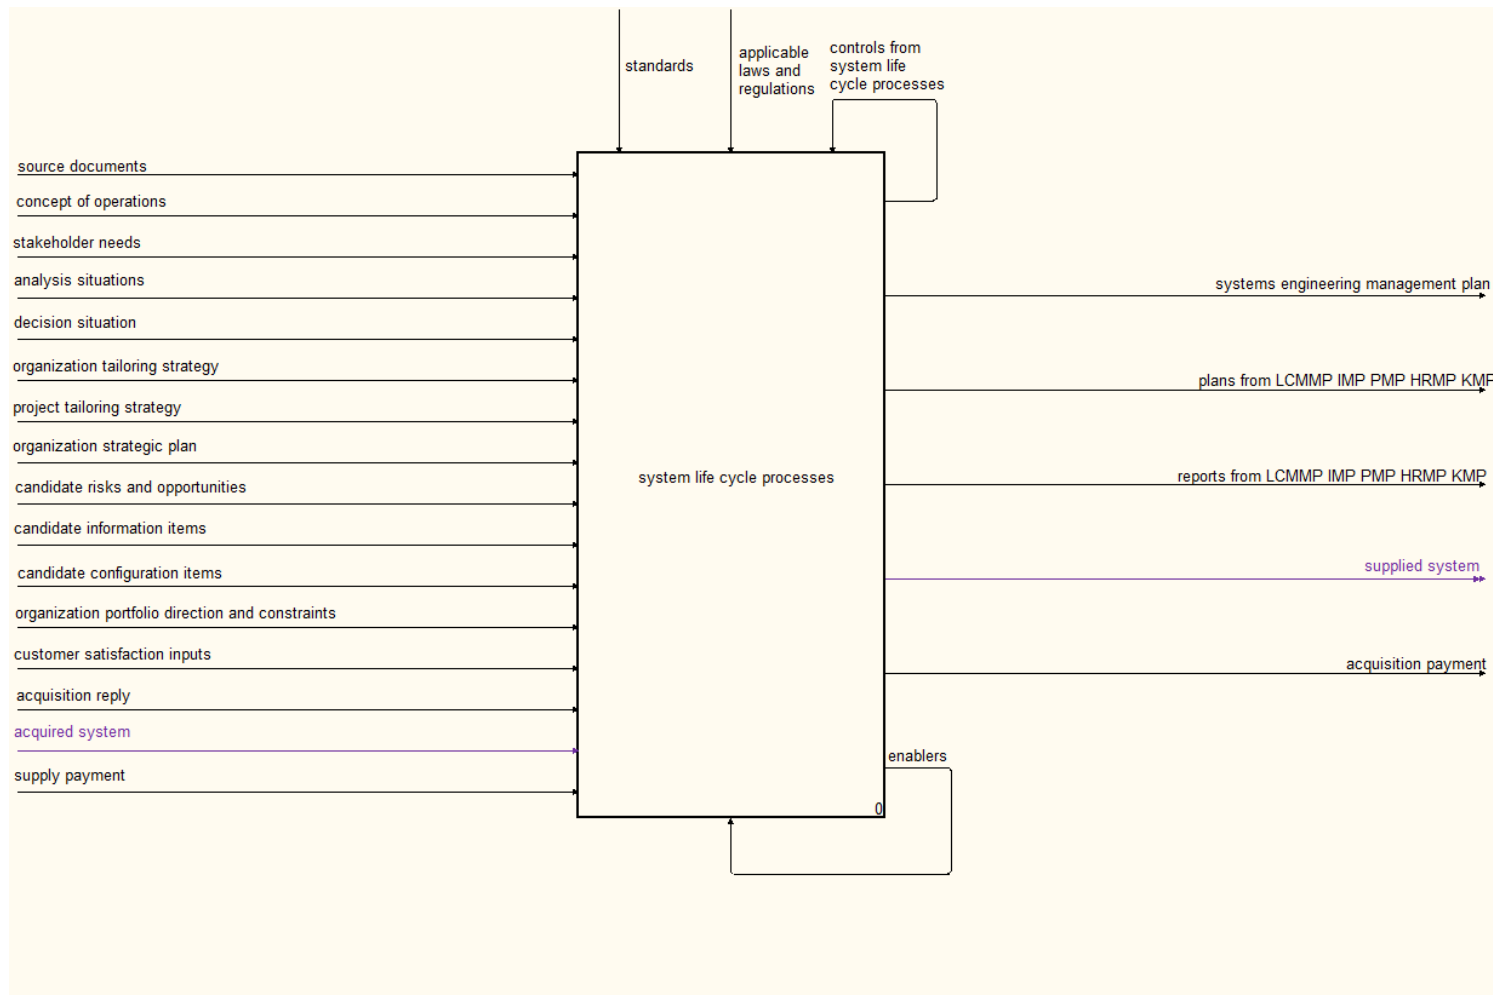 standards
applicable
laws and
regulations
controls from
system life
cycle processes
source documents
concept of operations
stakeholder needs
analysis situations
decision situation
organization tailoring strategy
project tailoring strategy
organization strategic plan
candidate risks and opportunities
candidate information items
candidate configuration items
organization portfolio direction and constraints
customer satisfaction inputs
acquisition reply
acquired system
supply payment
system life cycle processes
0
systems engineering management plan
plans from LCMMP IMP PMP HRMP KMP
reports from LCMMP IMP PMP HRMP KMP
supplied system
acquisition payment
enablers